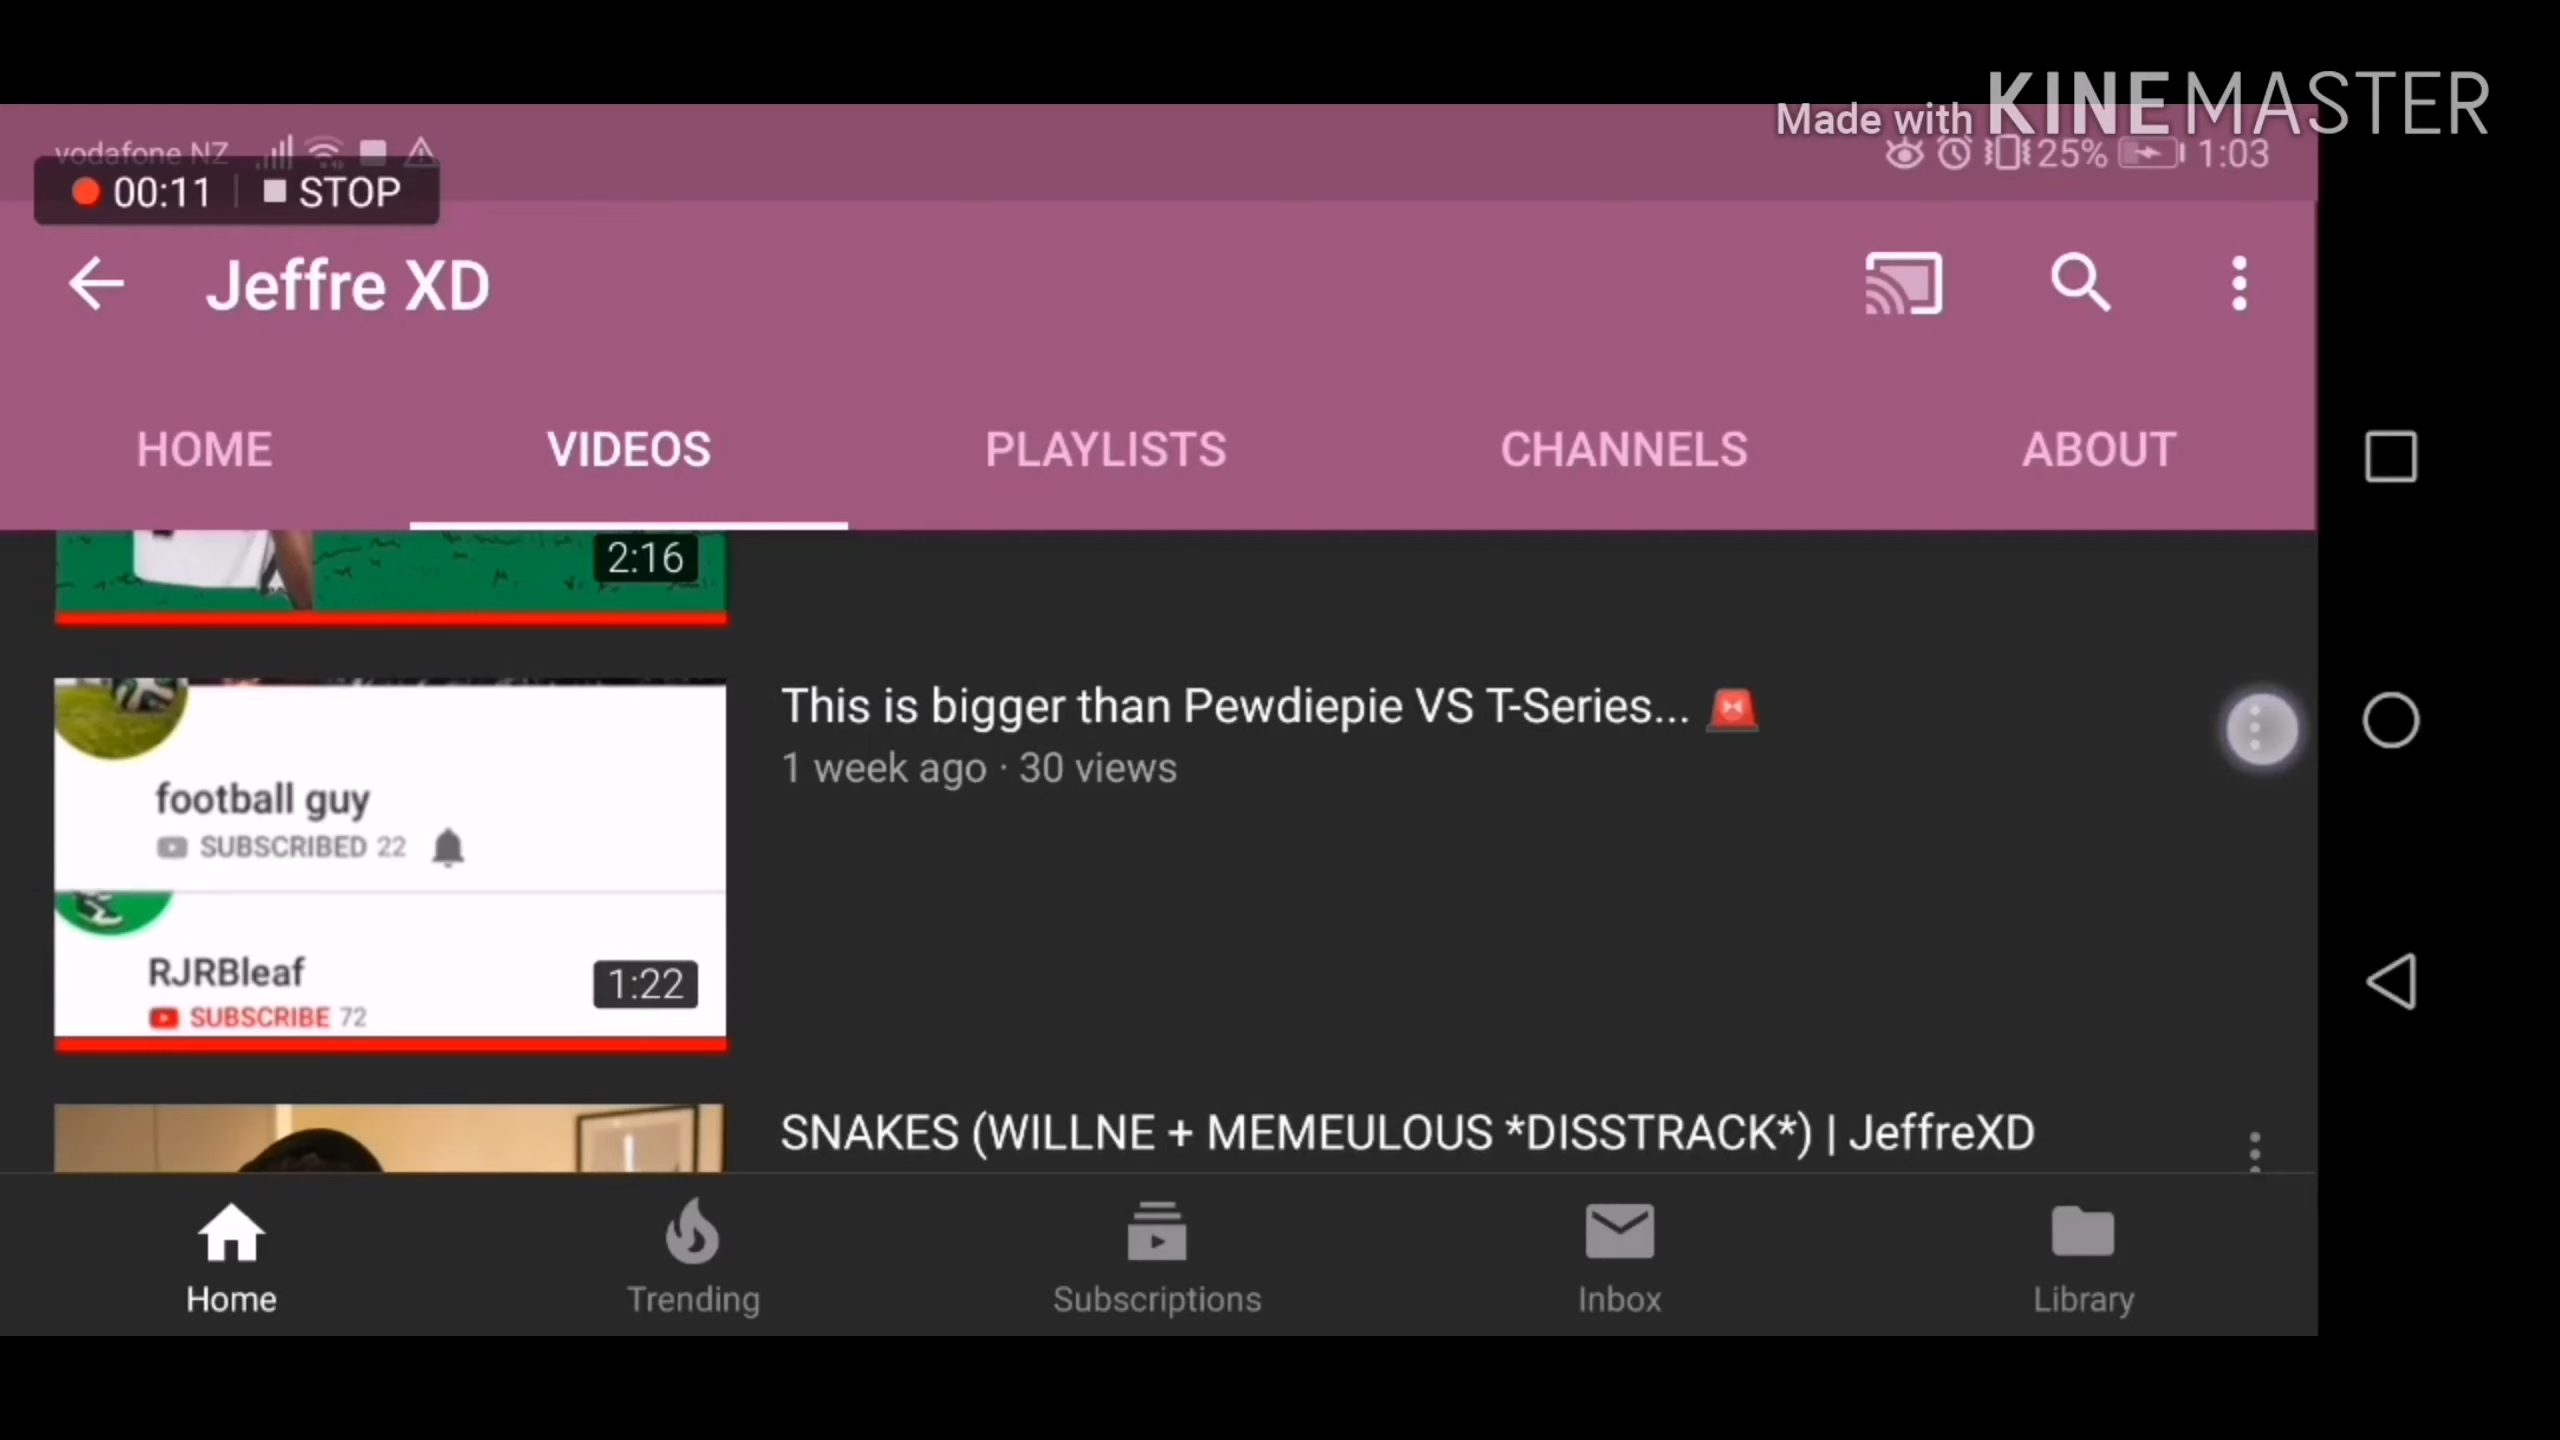 Made with KINEMASTER
vodafone NZ
25% 1:03
00:11 STOP
Jeffre XD
HOME VIDEOS PLAYLISTS CHANNELS ABOUT
2:16
This is bigger than Pewdiepie VS T-Series... 🚨
1 week ago · 30 views
football guy
SUBSCRIBED 22
RJRBleaf
1:22
SUBSCRIBE 72
SNAKES (WILLNE + MEMEULOUS *DISSTRACK*) | JeffreXD
Home Trending Subscriptions Inbox Library